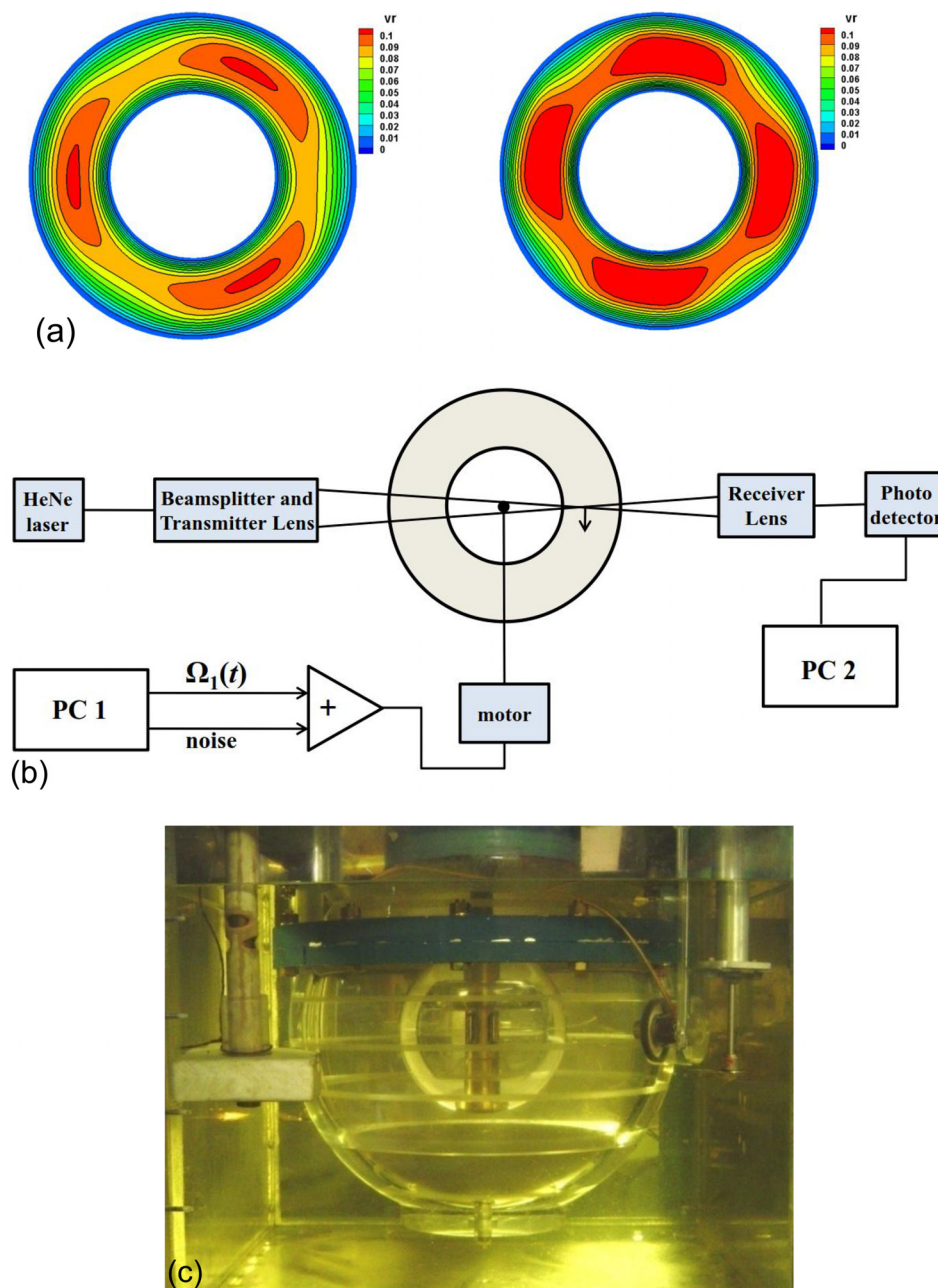 vr
0.1
0.09
0.08
0.07
0.06
0.05
0.04
0.03
0.02
0.01
0
vr
0.1
0.09
0.08
0.07
0.06
0.05
0.04
0.03
0.02
0.01
0
(a)
HeNe
laser
Beamsplitter and
Transmitter Lens
Receiver
Lens
Photo
detector
PC 1
Ω₁(t)
noise
+
motor
PC 2
(b)
(c)